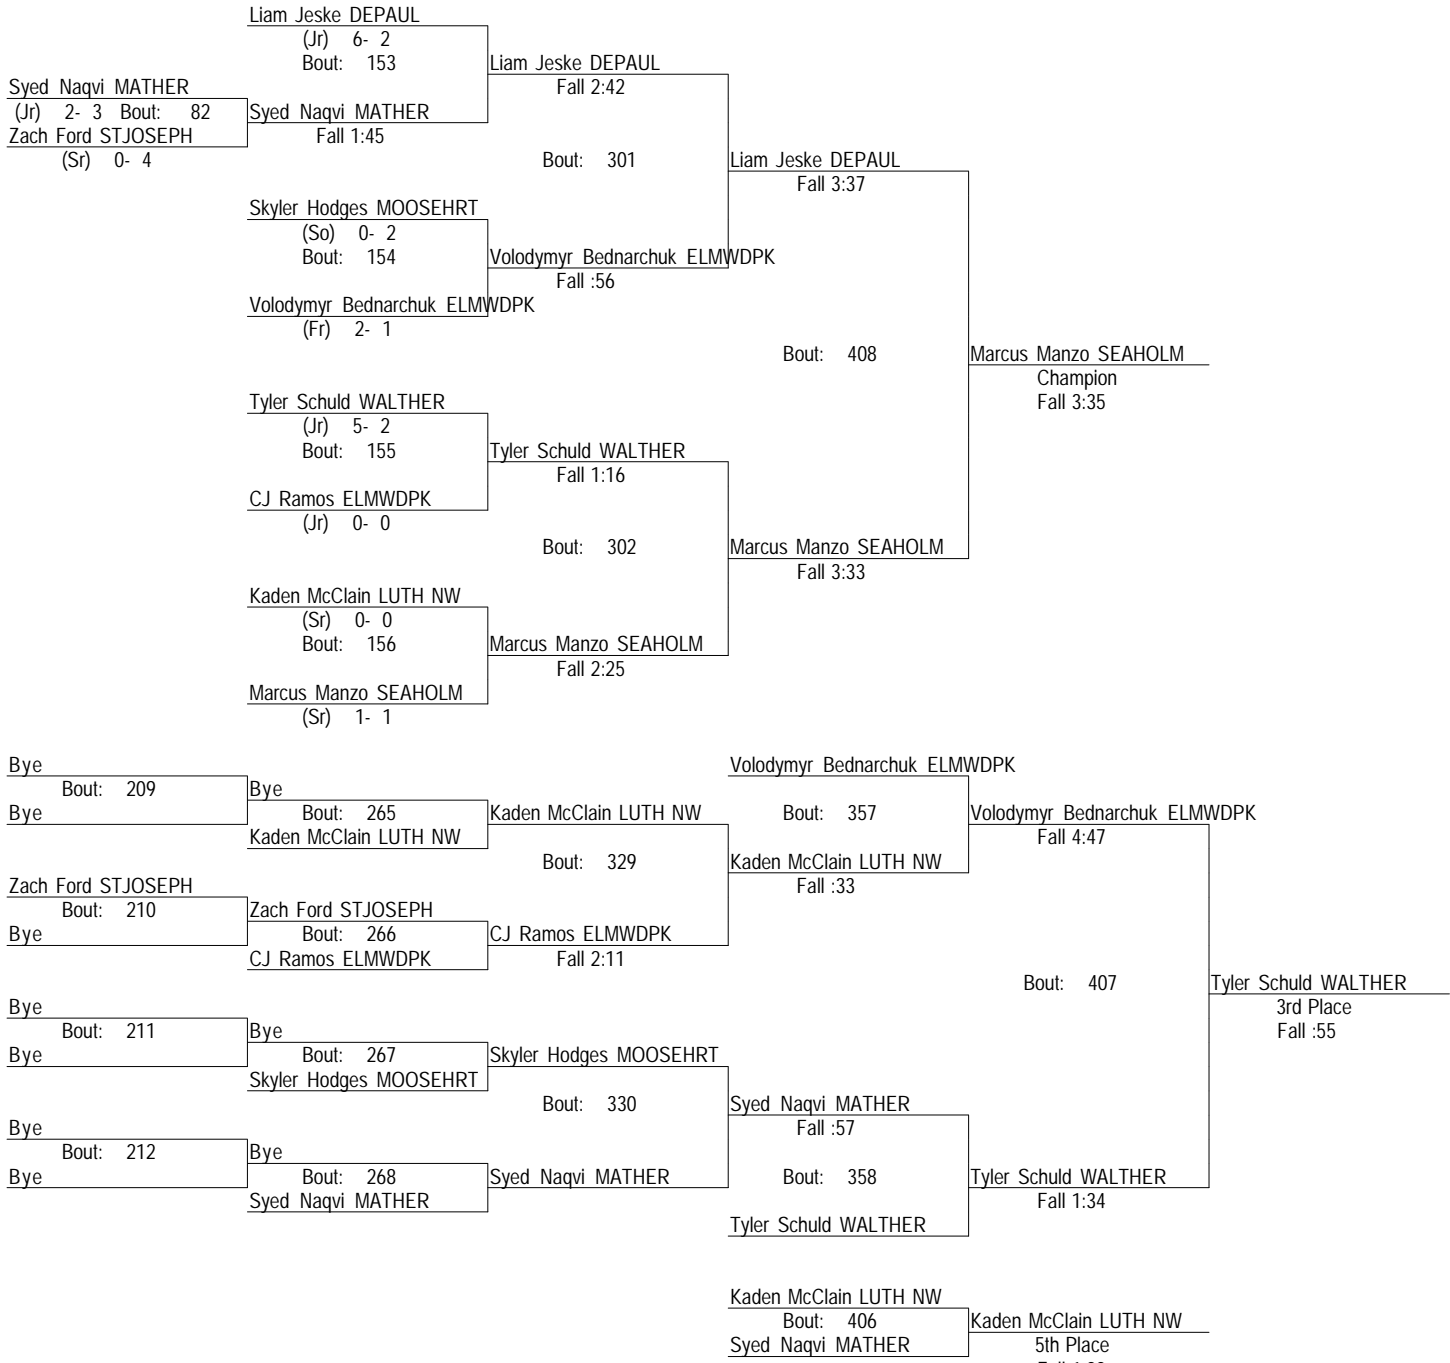 Liam Jeske DEPAUL
(Jr) 6- 2
Bout: 153
Liam Jeske DEPAUL
Fall 2:42
Syed Naqvi MATHER
(Jr) 2- 3 Bout: 82
Syed Naqvi MATHER
Fall 1:45
Zach Ford STJOSEPH
(Sr) 0- 4
Bout: 301
Liam Jeske DEPAUL
Fall 3:37
Skyler Hodges MOOSEHRT
(So) 0- 2
Bout: 154
Volodymyr Bednarchuk ELMWDPK
Fall :56
Volodymyr Bednarchuk ELMWDPK
(Fr) 2- 1
Bout: 408
Marcus Manzo SEAHOLM
Champion
Fall 3:35
Tyler Schuld WALTHER
(Jr) 5- 2
Bout: 155
Tyler Schuld WALTHER
Fall 1:16
CJ Ramos ELMWDPK
(Jr) 0- 0
Bout: 302
Marcus Manzo SEAHOLM
Fall 3:33
Kaden McClain LUTH NW
(Sr) 0- 0
Bout: 156
Marcus Manzo SEAHOLM
Fall 2:25
Marcus Manzo SEAHOLM
(Sr) 1- 1
Bye
Bout: 209
Bye
Bye
Bout: 265
Kaden McClain LUTH NW
Kaden McClain LUTH NW
Volodymyr Bednarchuk ELMWDPK
Bout: 357
Volodymyr Bednarchuk ELMWDPK
Fall 4:47
Bout: 329
Kaden McClain LUTH NW
Fall :33
Zach Ford STJOSEPH
Bout: 210
Bye
Zach Ford STJOSEPH
Bout: 266
CJ Ramos ELMWDPK
CJ Ramos ELMWDPK
Fall 2:11
Bout: 407
Tyler Schuld WALTHER
3rd Place
Fall :55
Bye
Bout: 211
Bye
Bye
Bout: 267
Skyler Hodges MOOSEHRT
Skyler Hodges MOOSEHRT
Bout: 330
Syed Naqvi MATHER
Fall :57
Bye
Bout: 212
Bye
Bye
Bout: 268
Syed Naqvi MATHER
Syed Naqvi MATHER
Bout: 358
Tyler Schuld WALTHER
Fall 1:34
Tyler Schuld WALTHER
Kaden McClain LUTH NW
Bout: 406
Kaden McClain LUTH NW
Syed Naqvi MATHER
5th Place